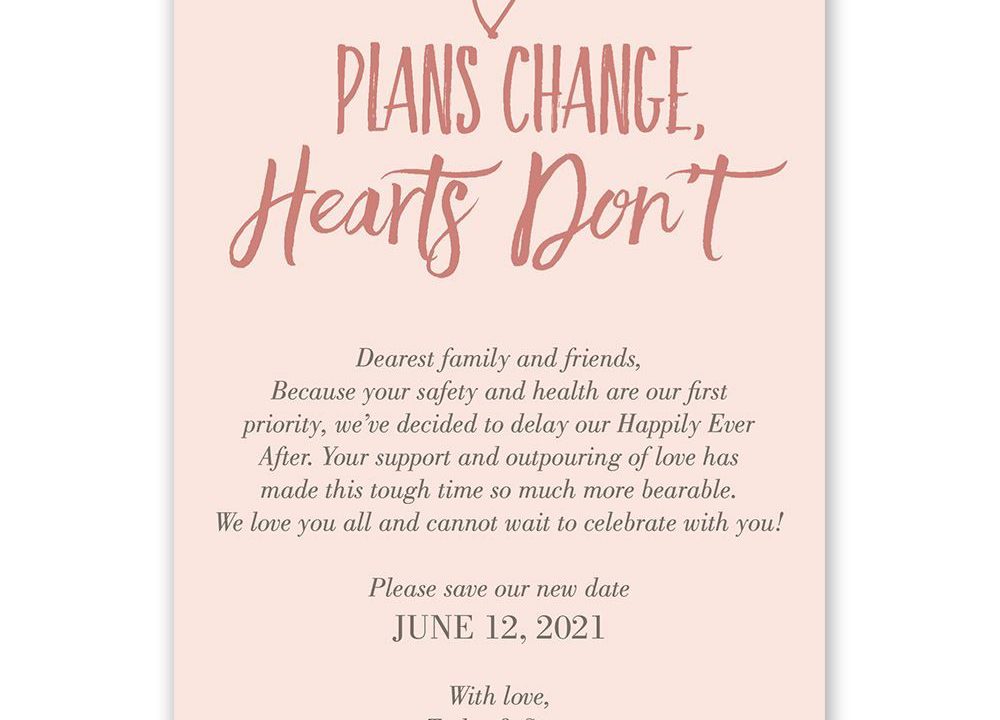 PLANS CHANGE,
Hearts Don't
Dearest family and friends,
Because your safety and health are our first
priority, we've decided to delay our Happily Ever
After. Your support and outpouring of love has
made this tough time so much more bearable.
We love you all and cannot wait to celebrate with you!
Please save our new date
JUNE 12, 2021
With love,